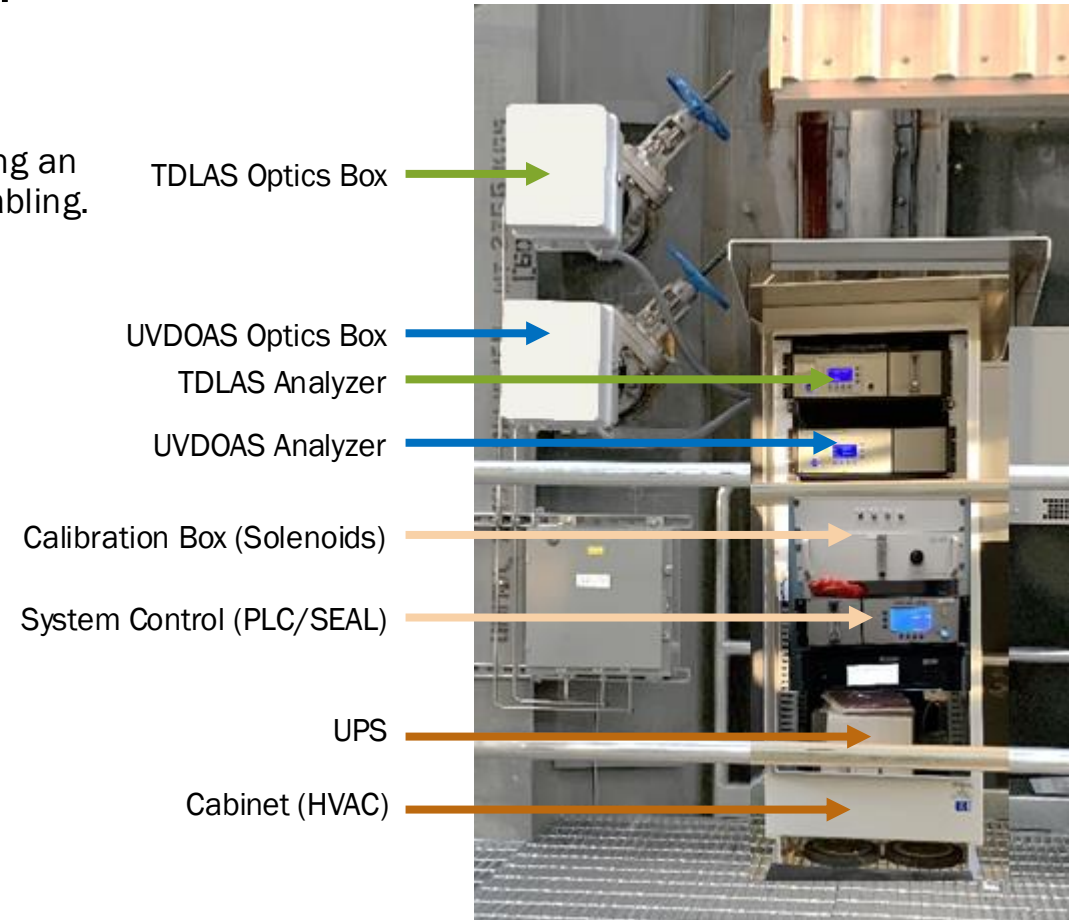 ng an
TDLAS Optics Box
bling.
UVDOAS Optics Box
TDLAS Analyzer
UVDOAS Analyzer
Calibration Box (Solenoids)
System Control (PLC/SEAL)
UPS
Cabinet (HVAC)